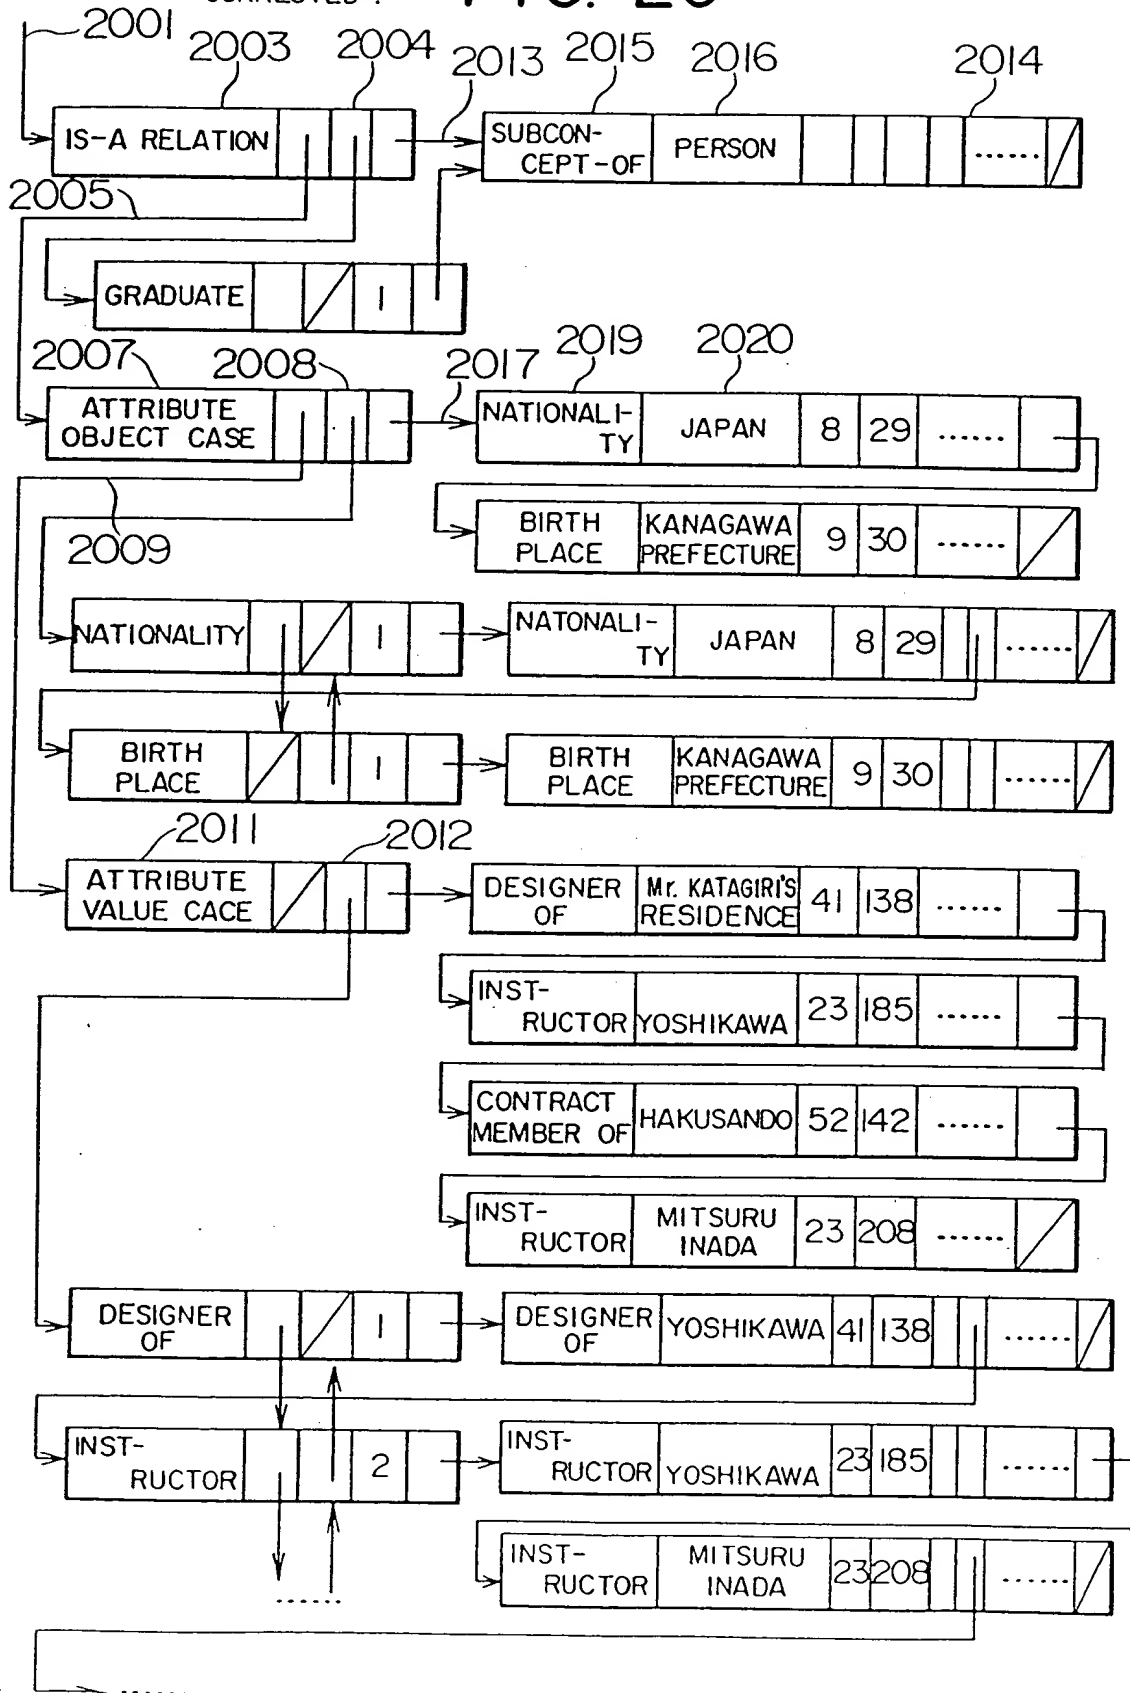 2001
2003
2004
2013
2015
2016
2014
IS-A RELATION
SUBCON-
CEPT-OF
PERSON
......
2005
GRADUATE
1
2007
2008
2017
2019
2020
ATTRIBUTE
OBJECT CASE
NATIONALI-
TY
JAPAN
8
29
......
2009
BIRTH
PLACE
KANAGAWA
PREFECTURE
9
30
......
NATIONALITY
1
NATONALI-
TY
JAPAN
8
29
......
BIRTH
PLACE
1
BIRTH
PLACE
KANAGAWA
PREFECTURE
9
30
......
2011
2012
ATTRIBUTE
VALUE CACE
DESIGNER
OF
Mr. KATAGIRI'S
RESIDENCE
41
138
......
INST-
RUCTOR
YOSHIKAWA
23
185
......
CONTRACT
MEMBER OF
HAKUSANDO
52
142
......
INST-
RUCTOR
MITSURU
INADA
23
208
......
DESIGNER
OF
1
DESIGNER
OF
YOSHIKAWA
41
138
......
INST-
RUCTOR
2
INST-
RUCTOR
YOSHIKAWA
23
185
......
INST-
RUCTOR
MITSURU
INADA
23
208
......
......